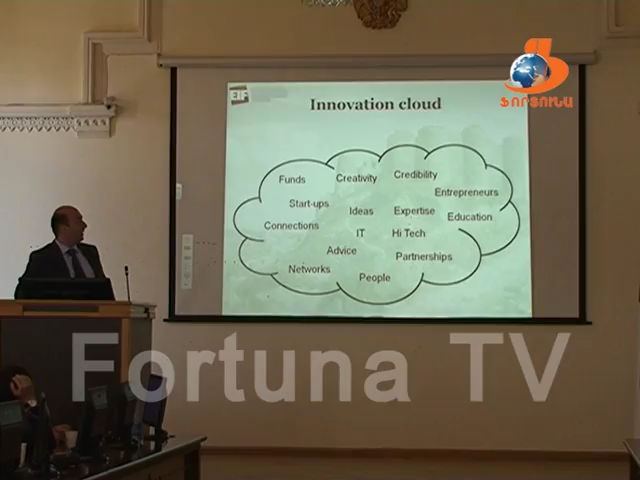 ՖՈՐՏՈՒՆԱ
EIF
Innovation cloud
Funds
Creativity
Credibility
Entrepreneurs
Start-ups
Ideas
Expertise
Education
Connections
IT
Hi Tech
Advice
Partnerships
Networks
People
Fortuna TV